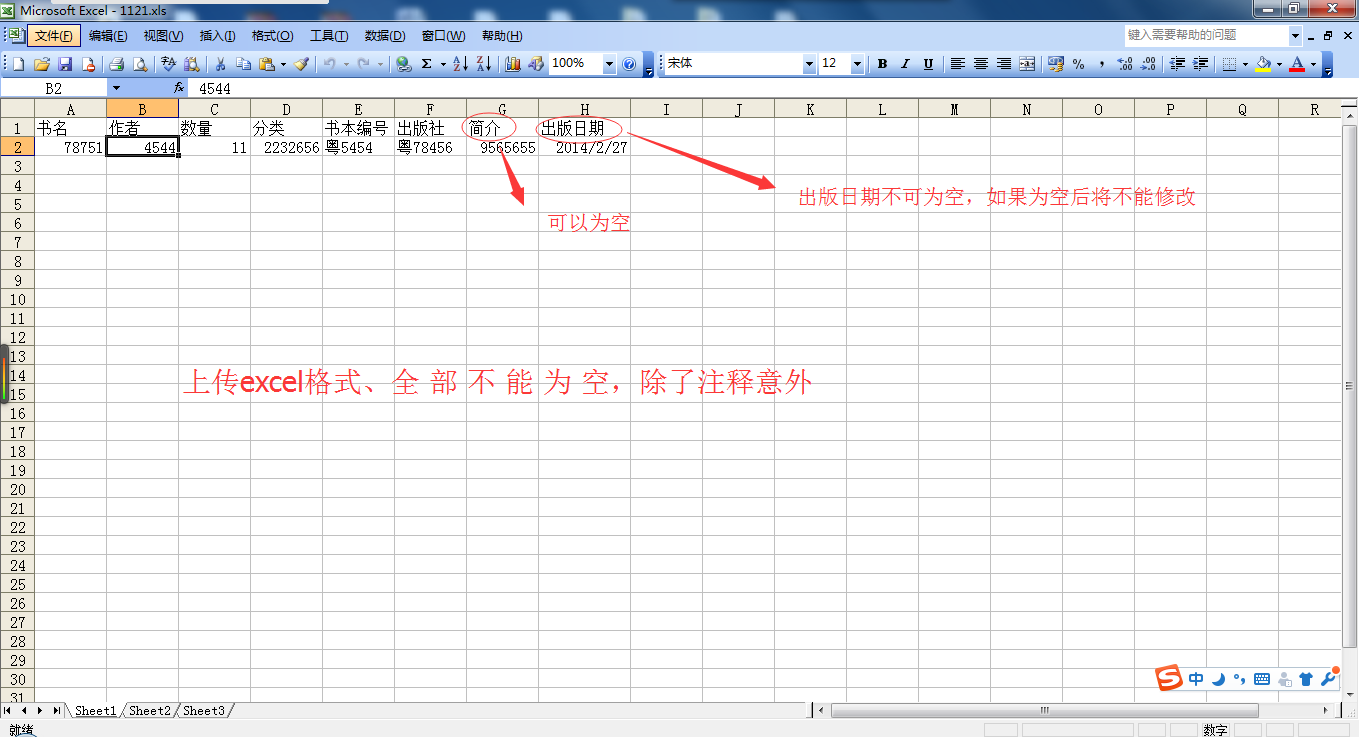 Microsoft Excel - 1121.xls
文件(F) 编辑(E) 视图(V) 插入(I) 格式(O) 工具(T) 数据(D) 窗口(W) 帮助(H) 键入需要帮助的问题
100% 宋体 12 B I U
B2 fx 4544
A B C D E F G H I J K L M N O P Q R
1 书名 作者 数量 分类 书本编号 出版社 简介 出版日期
2 78751 4544 11 2232656 粤5454 粤78456 9565655 2014/2/27
3
4
出版日期不可为空，如果为空后将不能修改
5
6
可以为空
7
8
9
10
11
12
13
14
上传excel格式、全 部 不 能 为 空，除了注释意外
15
16
17
18
19
20
21
22
23
24
25
26
27
28
29
30
中
31
Sheet1 Sheet2 Sheet3
就绪 数字